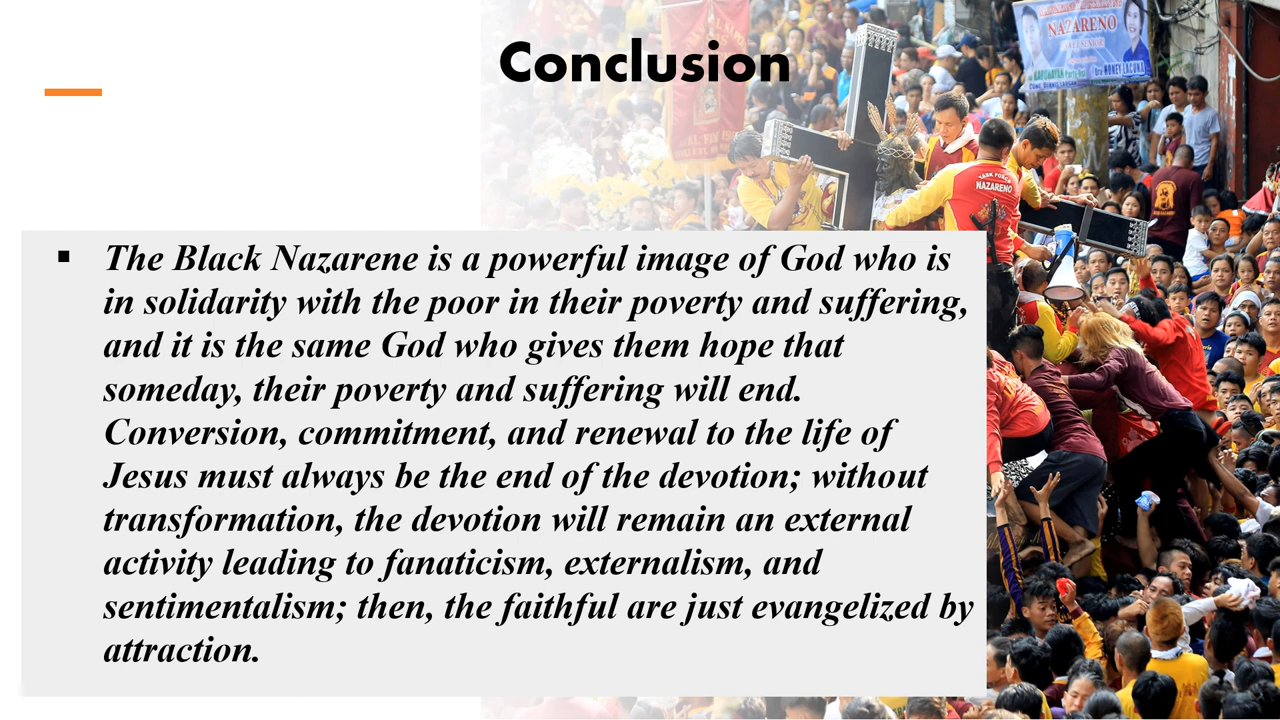 Conclusion
NAZARENO
TASK FORCE
NAZARENO
▪ The Black Nazarene is a powerful image of God who is
in solidarity with the poor in their poverty and suffering,
and it is the same God who gives them hope that
someday, their poverty and suffering will end.
Conversion, commitment, and renewal to the life of
Jesus must always be the end of the devotion; without
transformation, the devotion will remain an external
activity leading to fanaticism, externalism, and
sentimentalism; then, the faithful are just evangelized by
attraction.